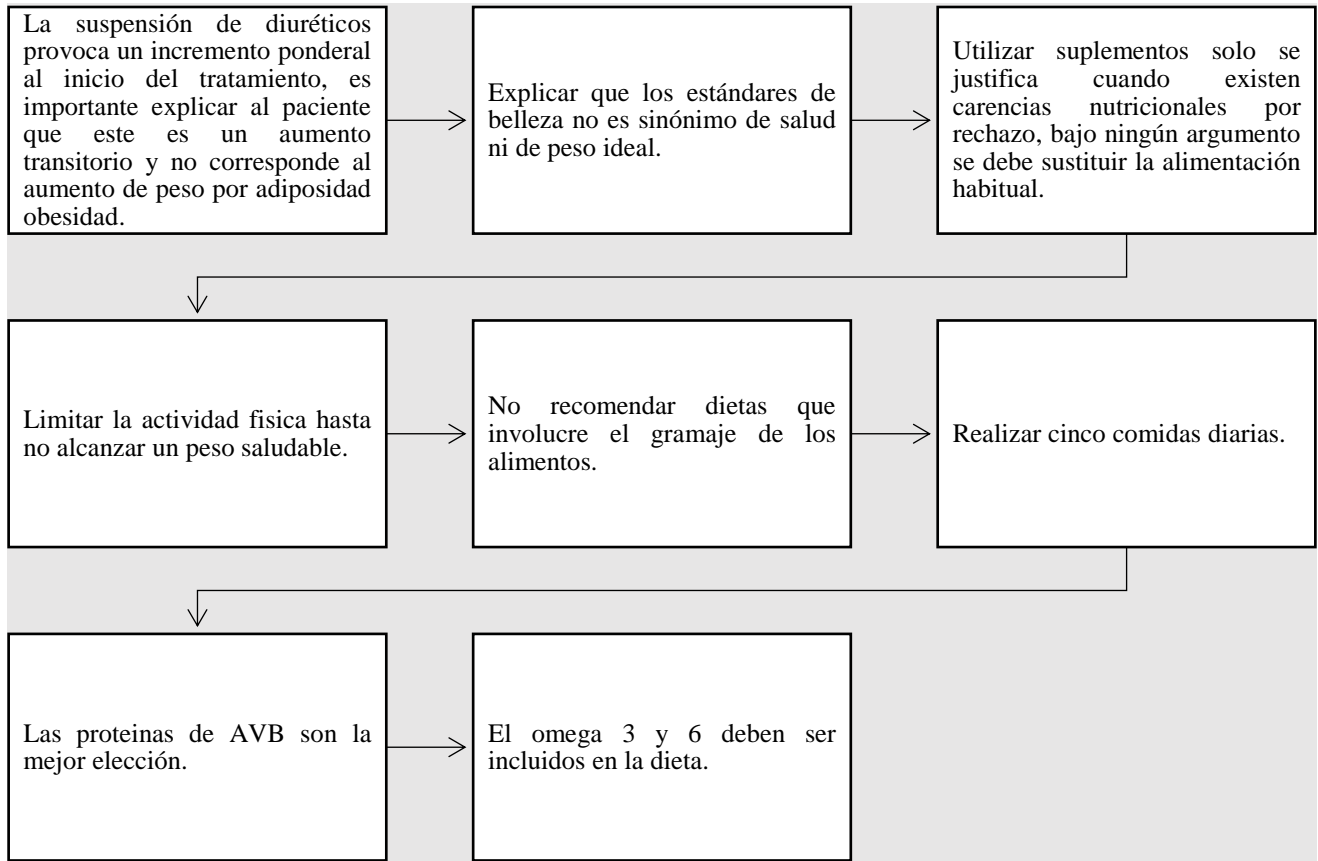 La suspensión de diuréticos
provoca un incremento ponderal
al inicio del tratamiento, es
importante explicar al paciente
que este es un aumento
transitorio y no corresponde al
aumento de peso por adiposidad
obesidad.
Explicar que los estándares de
belleza no es sinónimo de salud
ni de peso ideal.
Utilizar suplementos solo se
justifica cuando existen
carencias nutricionales por
rechazo, bajo ningún argumento
se debe sustituir la alimentación
habitual.
Limitar la actividad fisica hasta
no alcanzar un peso saludable.
No recomendar dietas que
involucre el gramaje de los
alimentos.
Realizar cinco comidas diarias.
Las proteinas de AVB son la
mejor elección.
El omega 3 y 6 deben ser
incluidos en la dieta.